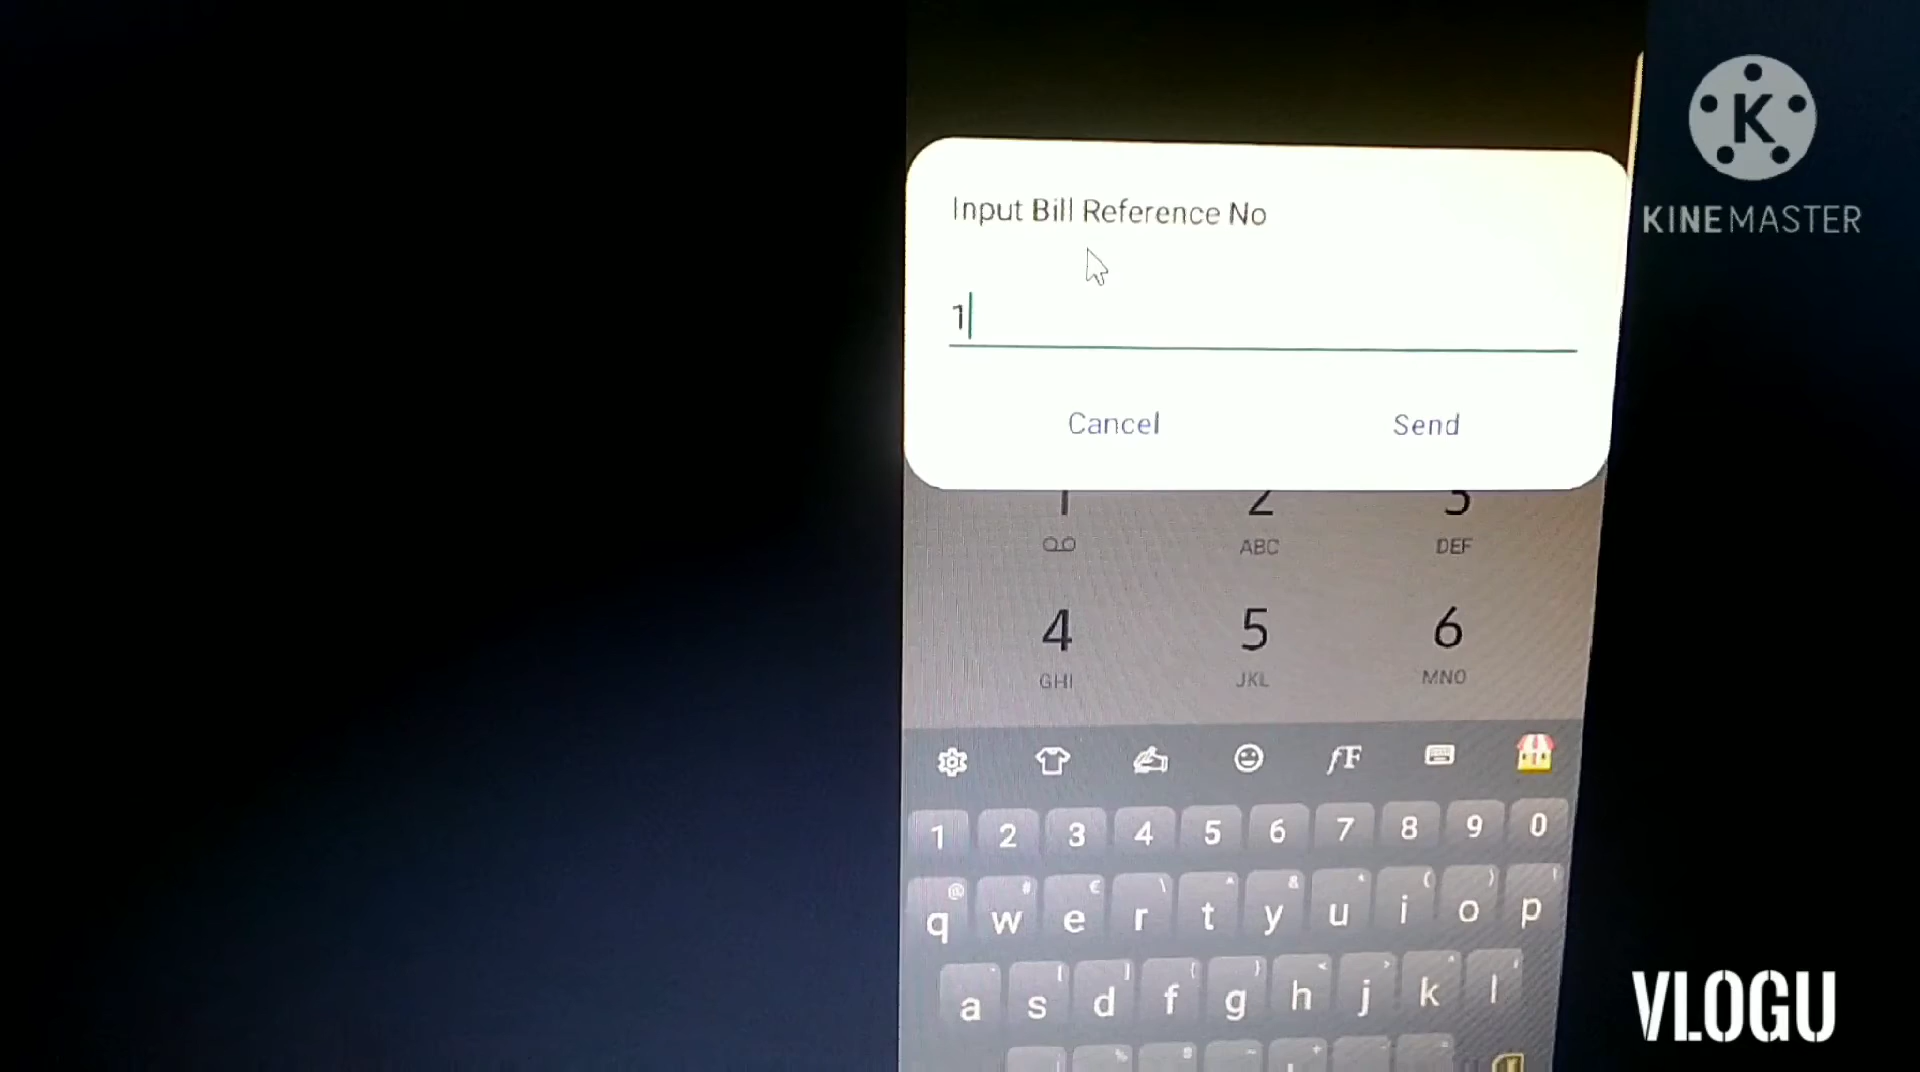 K
KINEMASTER
Input Bill Reference No
1
Cancel
Send
1 2 3
ABC DEF
4 5 6
GHI JKL MNO
fF
1 2 3 4 5 6 7 8 9 0
@ # € \ & * ( ) !
q w e r t y u i o p
a s d f g h j k l
VLOGU